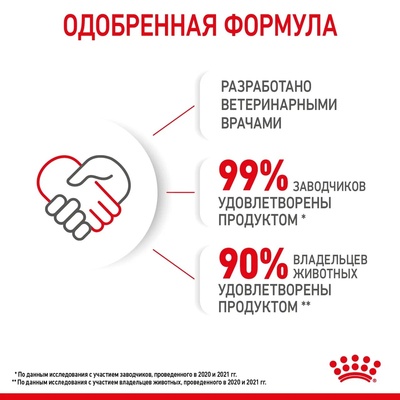 ОДОБРЕННАЯ ФОРМУЛА
РАЗРАБОТАНО
ВЕТЕРИНАРНЫМИ
ВРАЧАМИ
99% ЗАВОДЧИКОВ
УДОВЛЕТВОРЕНЫ
ПРОДУКТОМ *
90% ВЛАДЕЛЬЦЕВ
ЖИВОТНЫХ
УДОВЛЕТВОРЕНЫ
ПРОДУКТОМ **
* По данным исследования с участием заводчиков, проведенного в 2020 и 2021 гг.
** По данным исследования с участием владельцев животных, проведенного в 2020 и 2021 гг.